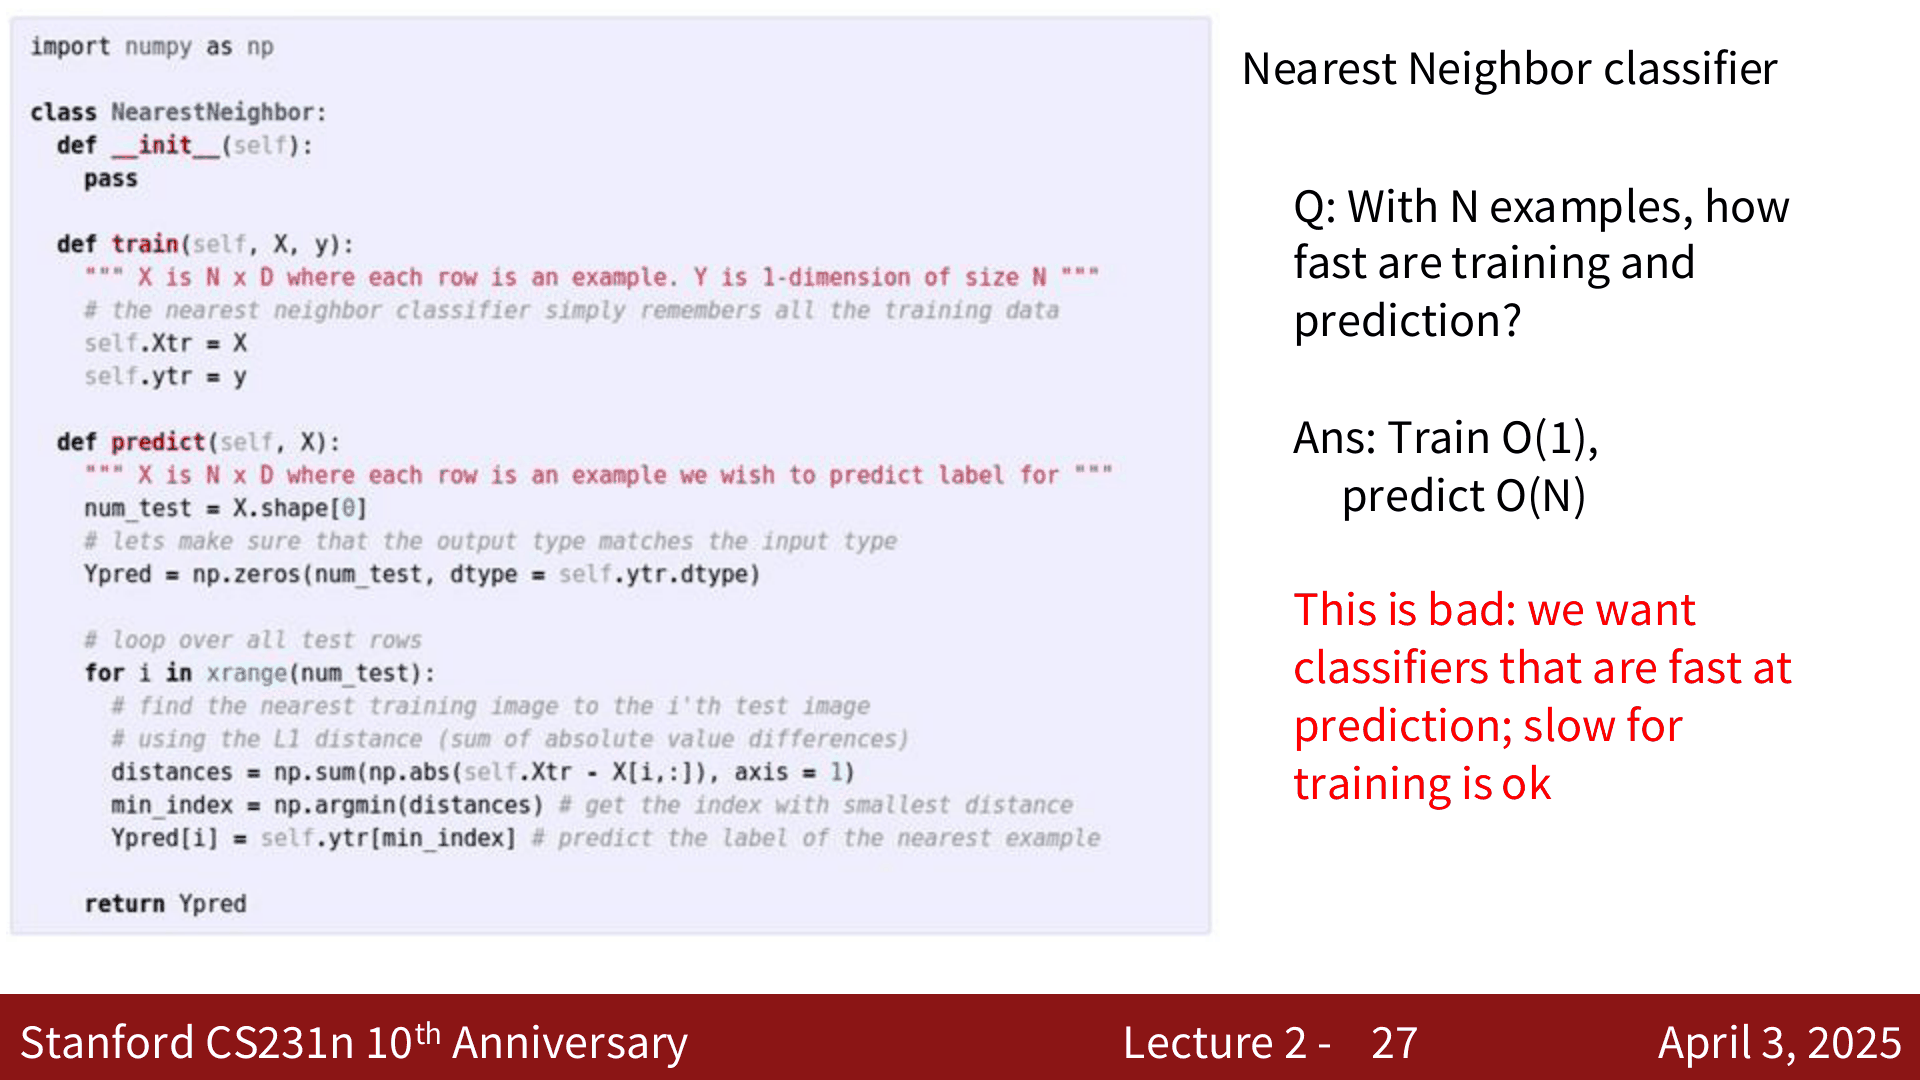 import numpy as np
class NearestNeighbor:
def __init__(self):
pass
def train(self, X, y):
""" X is N x D where each row is an example. Y is 1-dimension of size N """
# the nearest neighbor classifier simply remembers all the training data
self.Xtr = X
self.ytr = y
def predict(self, X):
""" X is N x D where each row is an example we wish to predict label for """
num_test = X.shape[0]
# lets make sure that the output type matches the input type
Ypred = np.zeros(num_test, dtype = self.ytr.dtype)
# loop over all test rows
for i in xrange(num_test):
# find the nearest training image to the i'th test image
# using the L1 distance (sum of absolute value differences)
distances = np.sum(np.abs(self.Xtr - X[i,:]), axis = 1)
min_index = np.argmin(distances) # get the index with smallest distance
Ypred[i] = self.ytr[min_index] # predict the label of the nearest example
return Ypred
Nearest Neighbor classifier
Q: With N examples, how
fast are training and
prediction?
Ans: Train O(1),
predict O(N)
This is bad: we want
classifiers that are fast at
prediction; slow for
training is ok
Stanford CS231n 10th Anniversary
Lecture 2 - 27
April 3, 2025